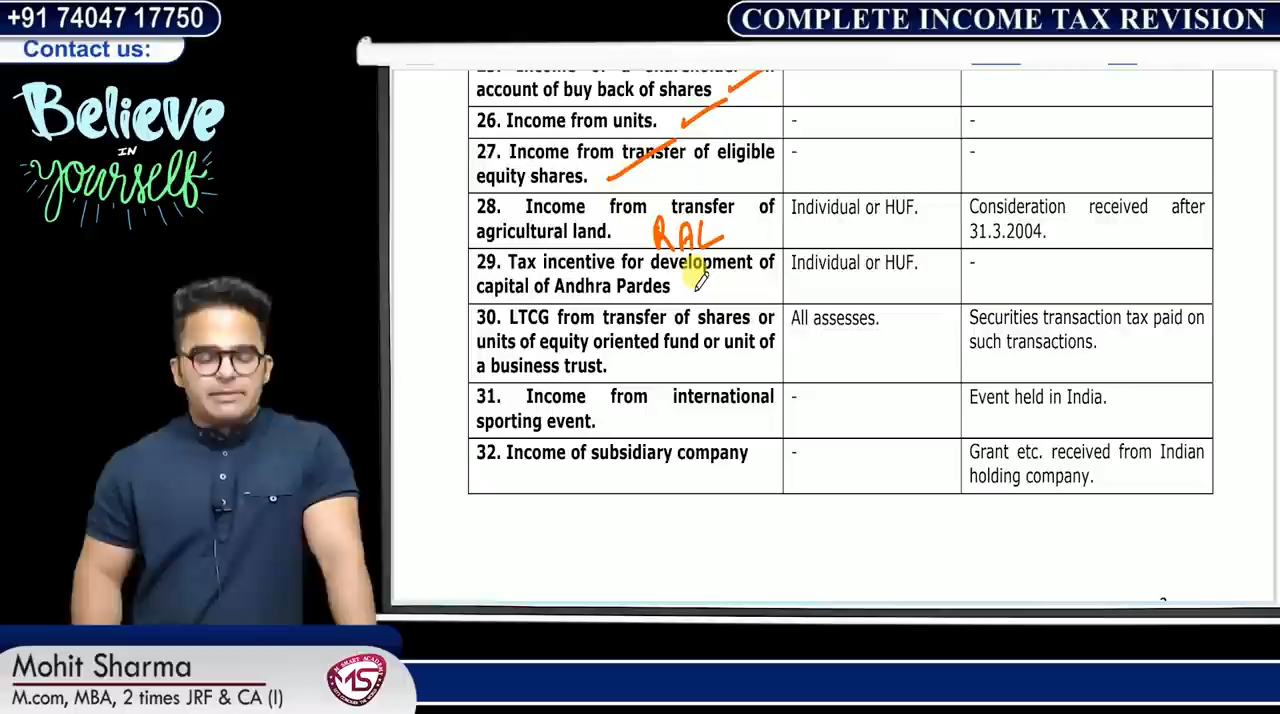 +91 74047 17750
Contact us:
COMPLETE INCOME TAX REVISION
Believe
IN
yourself
account of buy back of shares
26. Income from units.
-
-
27. Income from transfer of eligible
equity shares.
-
-
28. Income from transfer of
agricultural land.
RAL
Individual or HUF.
Consideration received after
31.3.2004.
29. Tax incentive for development of
capital of Andhra Pardes
Individual or HUF.
-
30. LTCG from transfer of shares or
units of equity oriented fund or unit of
a business trust.
All assesses.
Securities transaction tax paid on
such transactions.
31. Income from international
sporting event.
-
Event held in India.
32. Income of subsidiary company
-
Grant etc. received from Indian
holding company.
Mohit Sharma
M.com, MBA, 2 times JRF & CA (I)
MS